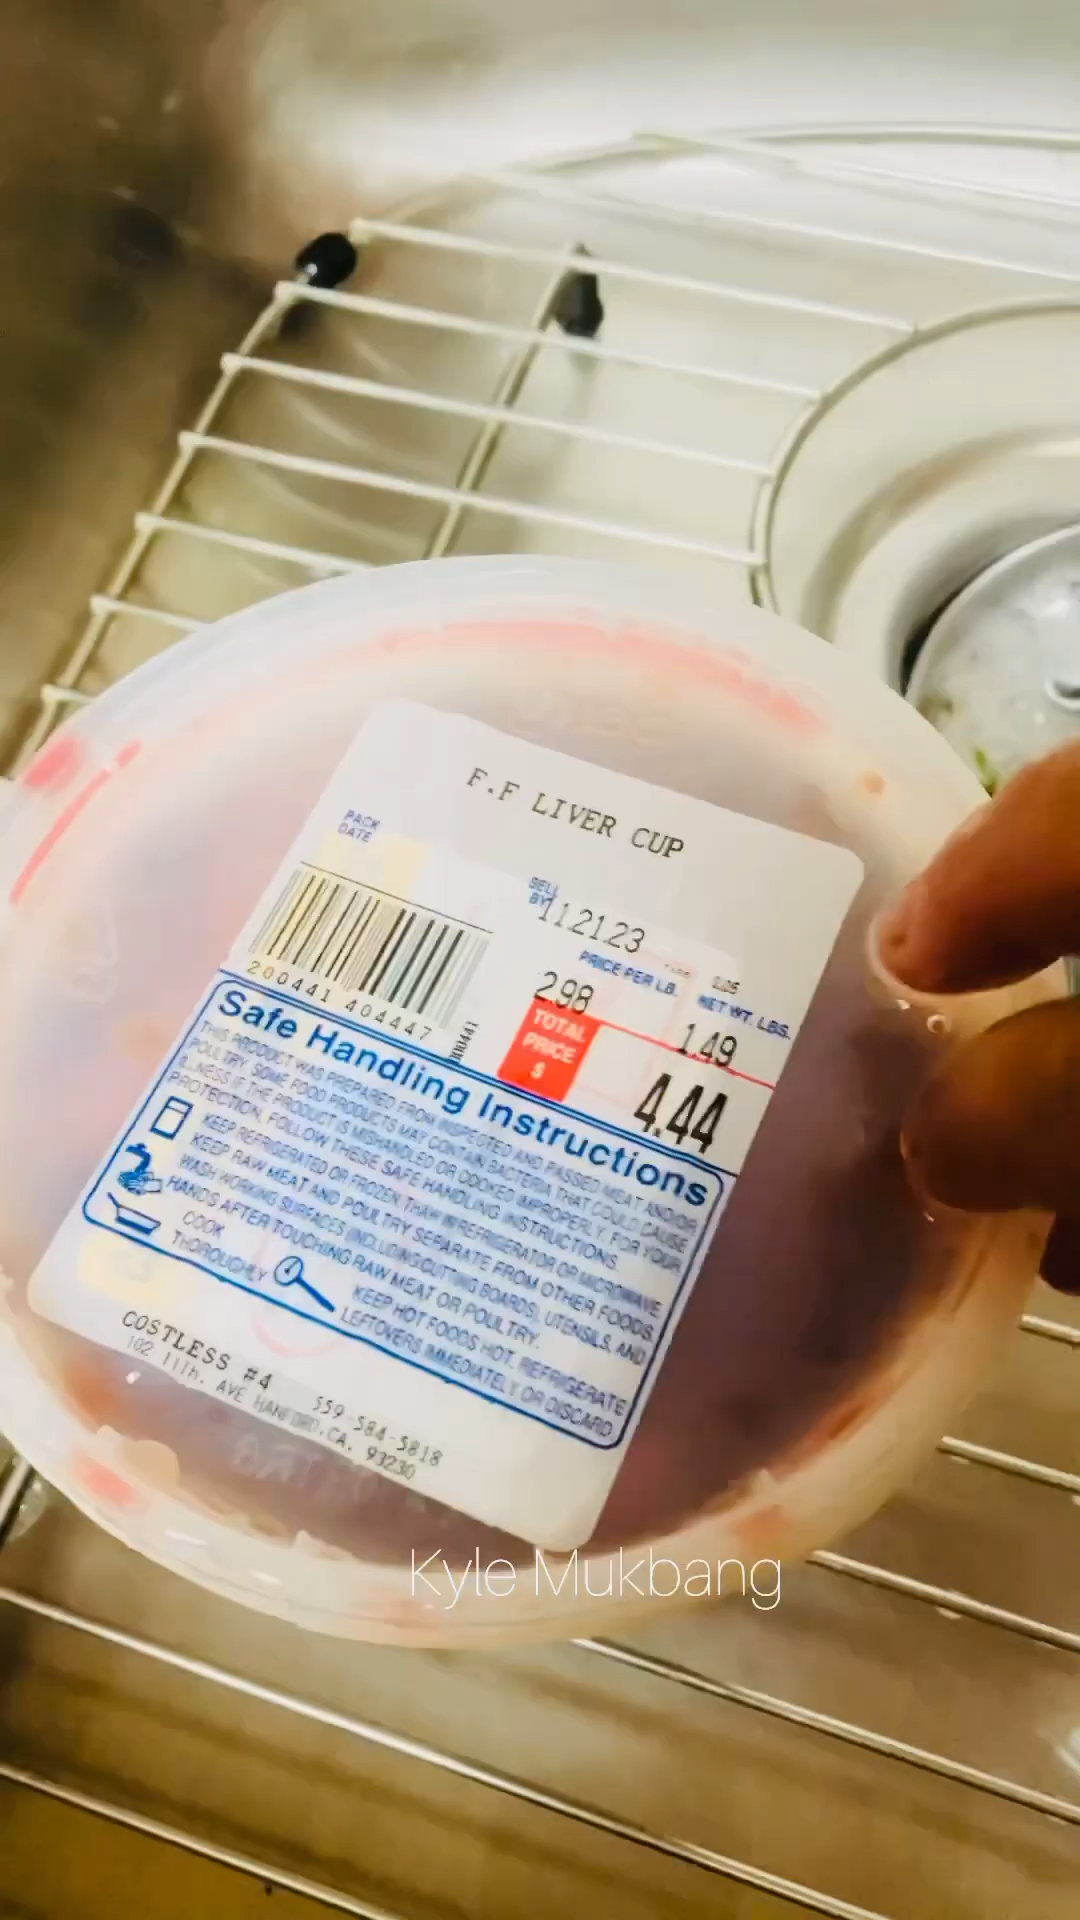 F.F LIVER CUP
PACK DATE
SELL BY
11.21.23
PRICE PER LB.
NET WT. LBS.
0.05
2.98
1.49
TOTAL PRICE $
4.44
200441 404447
Safe Handling Instructions
THIS PRODUCT WAS PREPARED FROM INSPECTED AND PASSED MEAT AND/OR
POULTRY. SOME FOOD PRODUCTS MAY CONTAIN BACTERIA THAT COULD CAUSE
ILLNESS IF THE PRODUCT IS MISHANDLED OR COOKED IMPROPERLY. FOR YOUR
PROTECTION, FOLLOW THESE SAFE HANDLING INSTRUCTIONS.
KEEP REFRIGERATED OR FROZEN. THAW IN REFRIGERATOR OR MICROWAVE.
KEEP RAW MEAT AND POULTRY SEPARATE FROM OTHER FOODS.
WASH WORKING SURFACES (INCLUDING CUTTING BOARDS), UTENSILS, AND
HANDS AFTER TOUCHING RAW MEAT OR POULTRY.
COOK
THOROUGHLY
KEEP HOT FOODS HOT. REFRIGERATE
LEFTOVERS IMMEDIATELY OR DISCARD
COSTLESS #4 559-584-5818
102 11Th. AVE HANFORD,CA. 93230
Kyle Mukbang